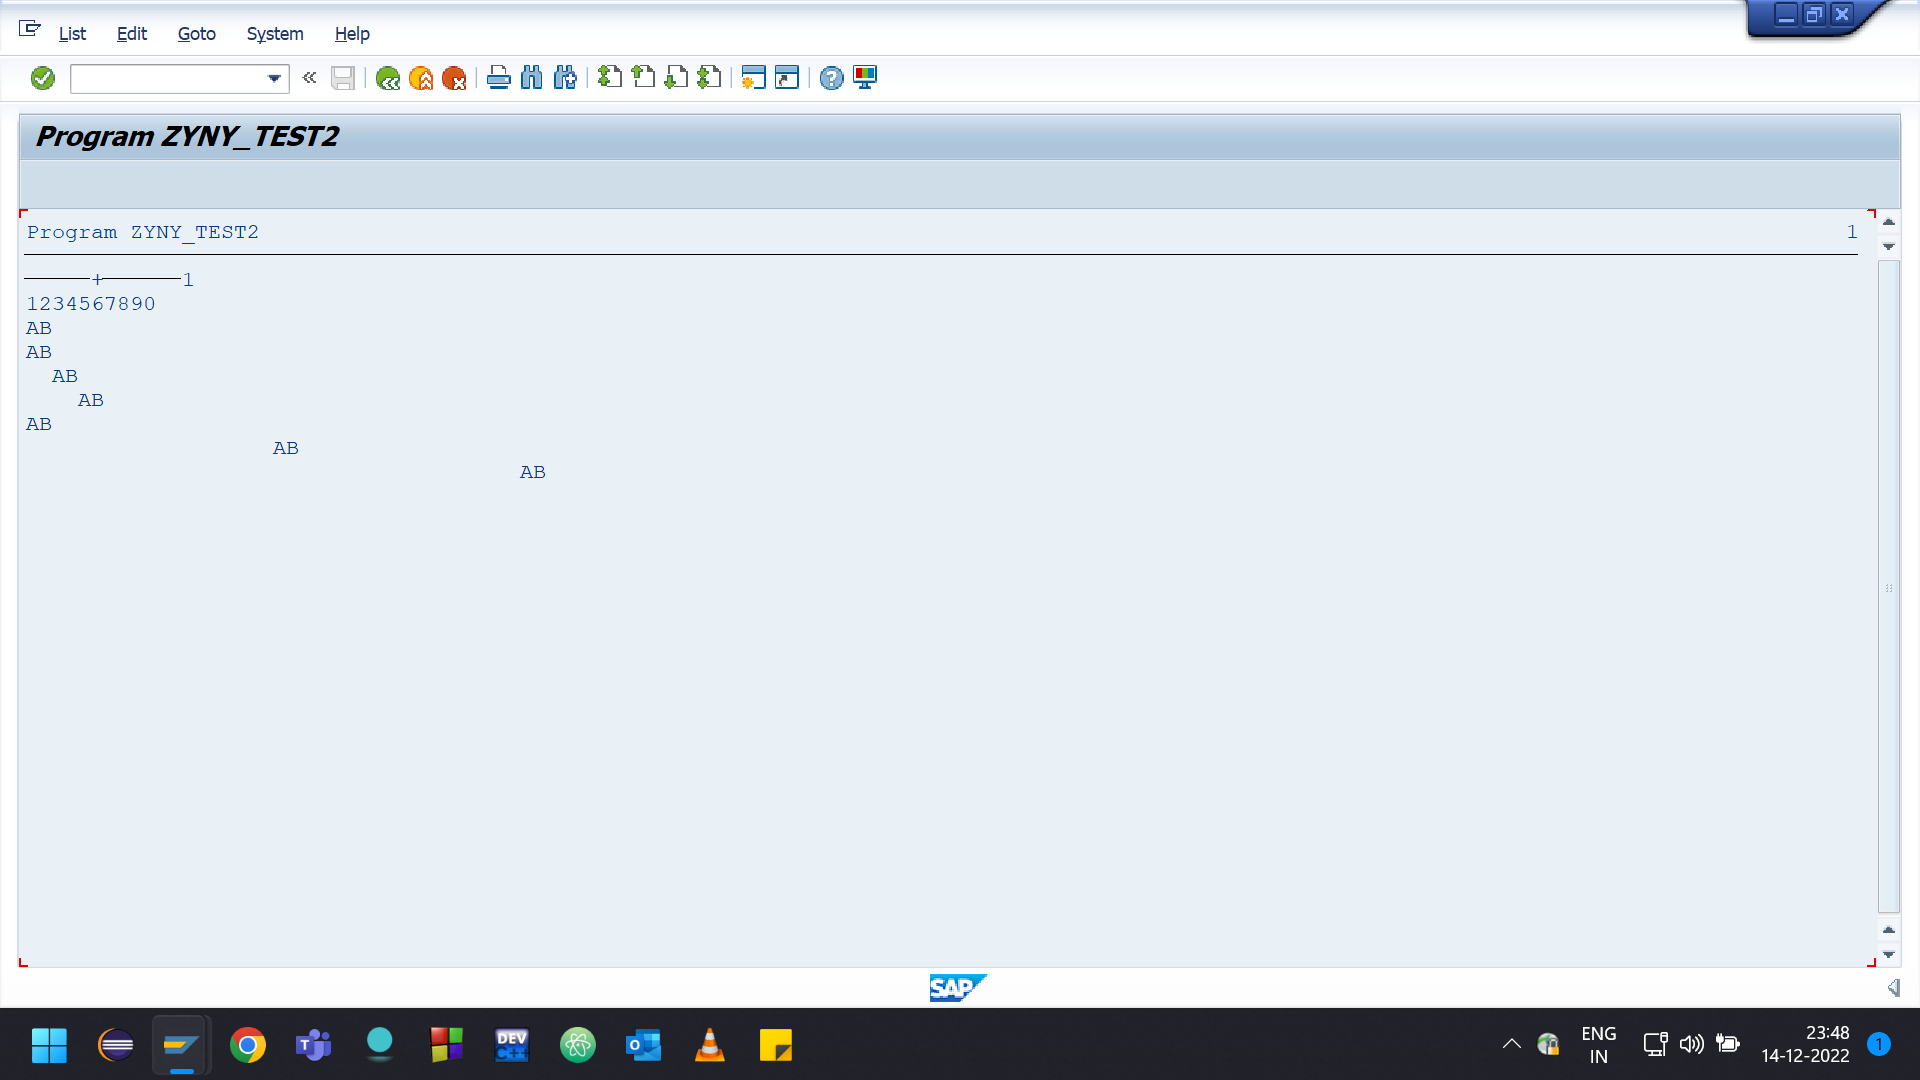 List Edit Goto System Help
Program ZYNY_TEST2
Program ZYNY_TEST2 1
----+----1
1234567890
AB
AB
AB
AB
AB
AB
AB
SAP
T
DEV
C++
O
ENG
IN
23:48
14-12-2022
1